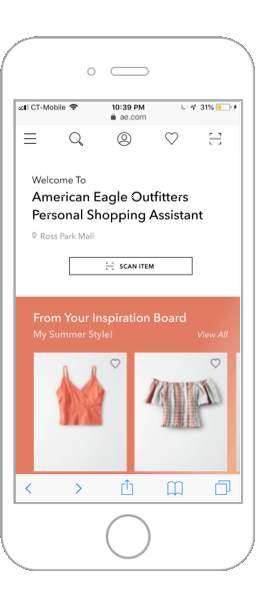 CT-Mobile 10:39 PM 31%
ae.com
Welcome To
American Eagle Outfitters
Personal Shopping Assistant
Ross Park Mall
SCAN ITEM
From Your Inspiration Board
My Summer Style! View All